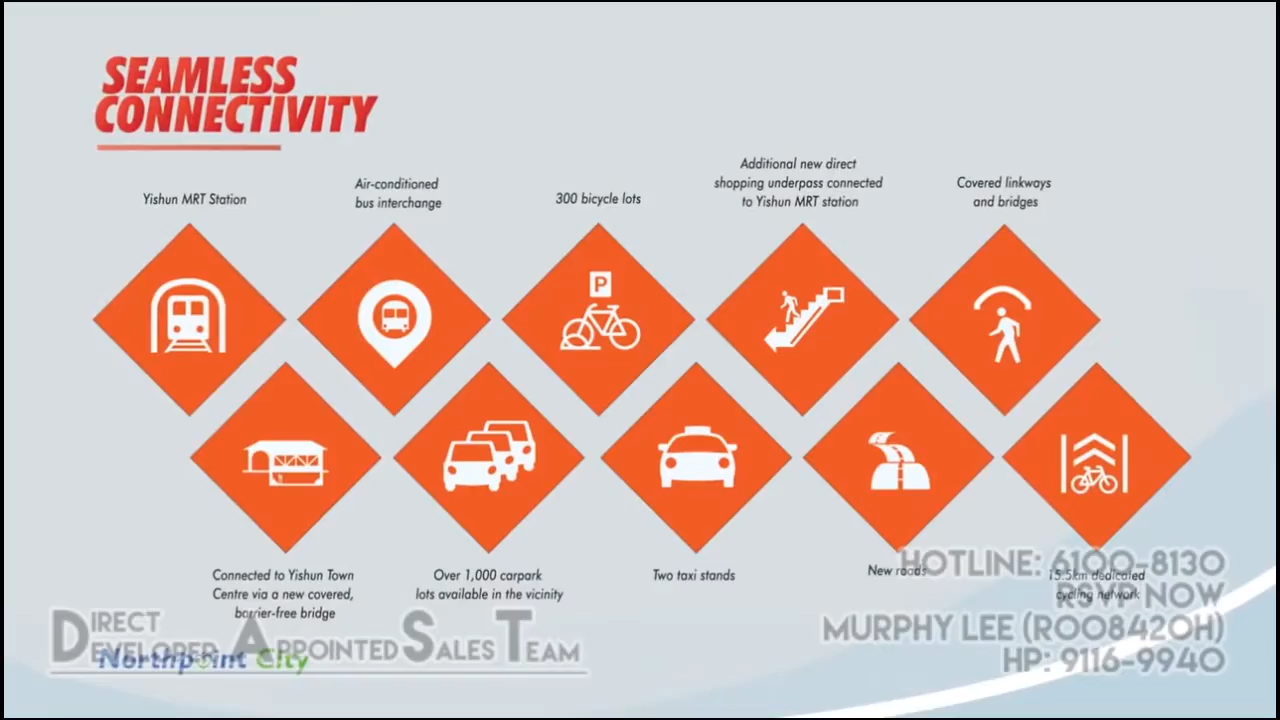 SEAMLESS
CONNECTIVITY
Yishun MRT Station
Air-conditioned
bus interchange
300 bicycle lots
Additional new direct
shopping underpass connected
to Yishun MRT station
Covered linkways
and bridges
P
Connected to Yishun Town
Centre via a new covered,
barrier-free bridge
Over 1,000 carpark
lots available in the vicinity
Two taxi stands
New roads
15.5km dedicated
cycling network
HOTLINE: 6100-8130
RSVP NOW
MURPHY LEE (R008420H)
HP: 9116-9940
DIRECT
DEVELOPER APPOINTED SALES TEAM
Northpoint City